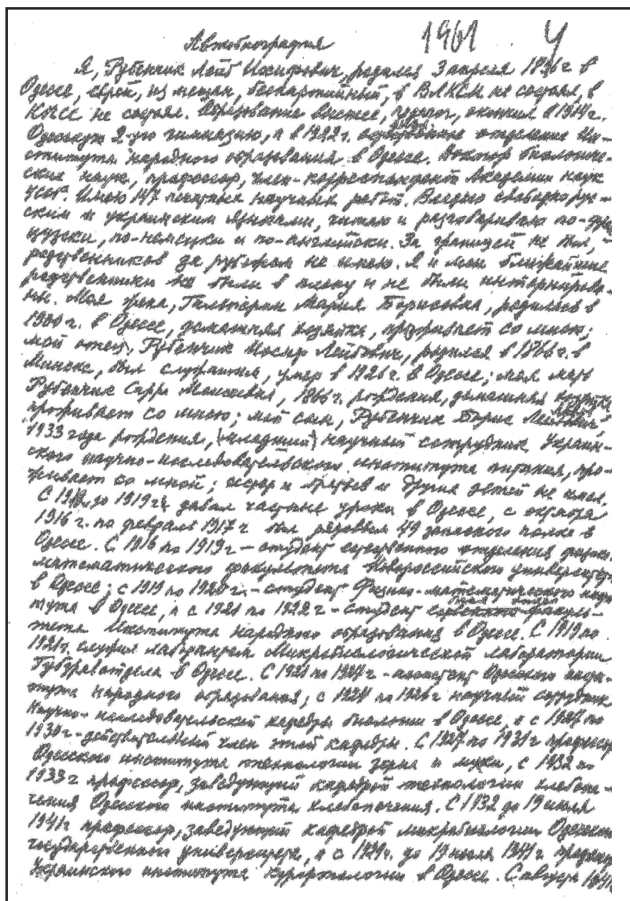 Автобиография 1961 4
Я, Рубенчик Лейб Иосифович, родился 3 апреля 1896 г. в
Одессе, еврей, из мещан, беспартийный, в ВЛКСМ не состоял, в
КПСС не состоял. Образование высшее, окончил в 1914 г.
Одесскую 2-ую гимназию, а в 1922 г. отделение Ин-
ститута народного образования в Одессе. Доктор биологиче-
ских наук, профессор, член-корреспондент Академии наук
УССР. Имею 147 научных работ. Владею свободно рус-
ским и украинским языками, читаю и разговариваю по-фран-
цузски, по-немецки и по-английски. За границей не был,
родственников за рубежом не имею. Я и мои ближайшие
родственники не были в плену и не были интернирова-
ны. Моя жена, Гальперин Мария Борисовна, родилась в
1900 г. в Одессе, домашняя хозяйка, проживает со мною;
мой отец, Рубенчик Иосиф Лейбович, родился в 1866 г. в
Минске, был служащим, умер в 1926 г. в Одессе; моя мать
Рубенчик Сарра Моисеевна, 1866 г. рождения, домашняя хозяйка
проживает со мною; мой сын, Рубенчик Борис Львович
1933 года рождения, (младший) научный сотрудник Украин-
ского научно-исследовательского института питания, про-
живает со мной; сестер и братьев и других детей не имел.
С до 1919 г. давал частные уроки в Одессе, с октября
1916 г. по февраль 1917 г. был рядовым 49 запасного полка в
Одессе. С 1916 по 1919 г. – студент естественного отделения физико-
математического факультета Новороссийского университета
в Одессе; с 1919 по 1920 г. – студент Физико-математического инсти-
тута в Одессе, а с 1920 по 1922 г. – студент факуль-
тета Института народного образования в Одессе. С 1919 по
1921 г. служил лаборантом Микробиологической лаборатории
Губздравотдела в Одессе. С 1921 по 1927 г. – ассистент Одесского инсти-
тута народного образования; с 1924 по 1926 г. научный сотрудник
Научно-исследовательской кафедры биологии в Одессе, а с 1927 по
1930 г. – действительный член этой кафедры. С 1927 по 1931 г. профессор
Одесского института технологии зерна и муки, с 1932 по
1933 г. профессор, заведующий кафедрой технологии хлебопе-
чения Одесского института хлебопечения. С 1932 до 19 июля
1941 г. профессор, заведующий кафедрой микробиологии Одесского
государственного университета, а с до 19 июля 1941 г. профессор
Украинского института курортологии в Одессе. С августа 1941